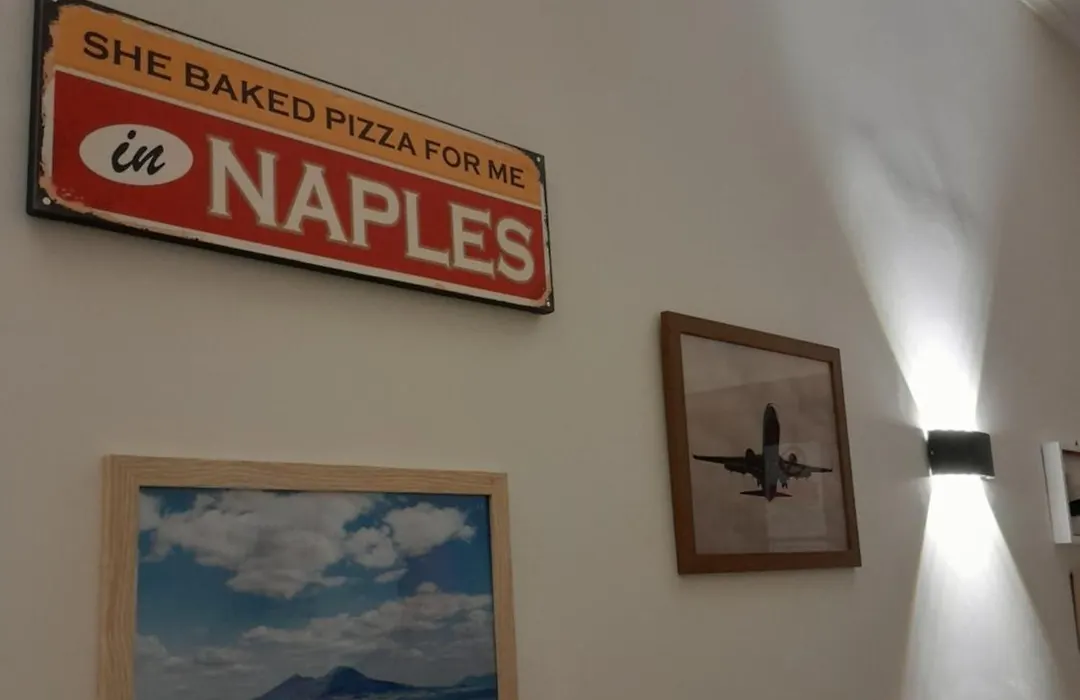 SHE BAKED PIZZA FOR ME
in NAPLES